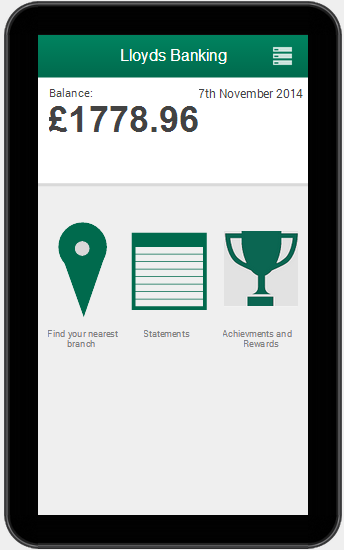 Lloyds Banking
Balance:
7th November 2014
£1778.96
Find your nearest
branch
Statements
Achievments and
Rewards